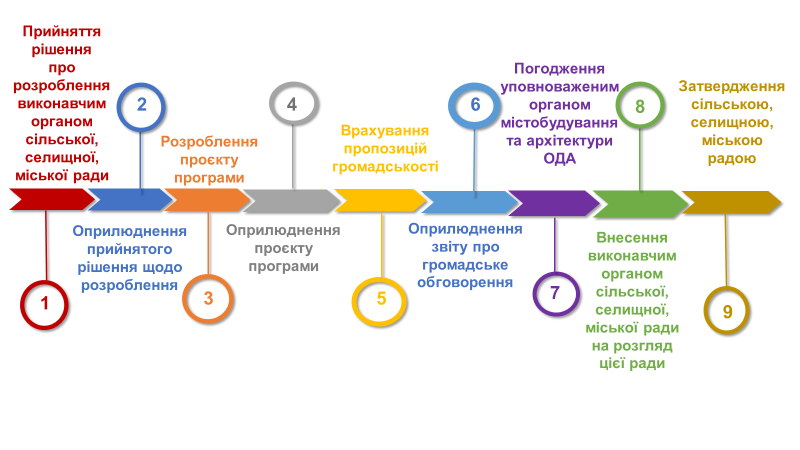 Прийняття
рішення
про
розроблення
виконавчим
органом
сільської,
селищної,
міської ради
1
2
Оприлюднення
прийнятого
рішення щодо
розроблення
Розроблення
проєкту
програми
3
4
Оприлюднення
проєкту
програми
Врахування
пропозицій
громадськості
5
6
Оприлюднення
звіту про
громадське
обговорення
Погодження
уповноваженим
органом
містобудування
та архітектури
ОДА
7
8
Внесення
виконавчим
органом
сільської,
селищної,
міської ради
на розгляд
цієї ради
Затвердження
сільською,
селищною,
міською
радою
9